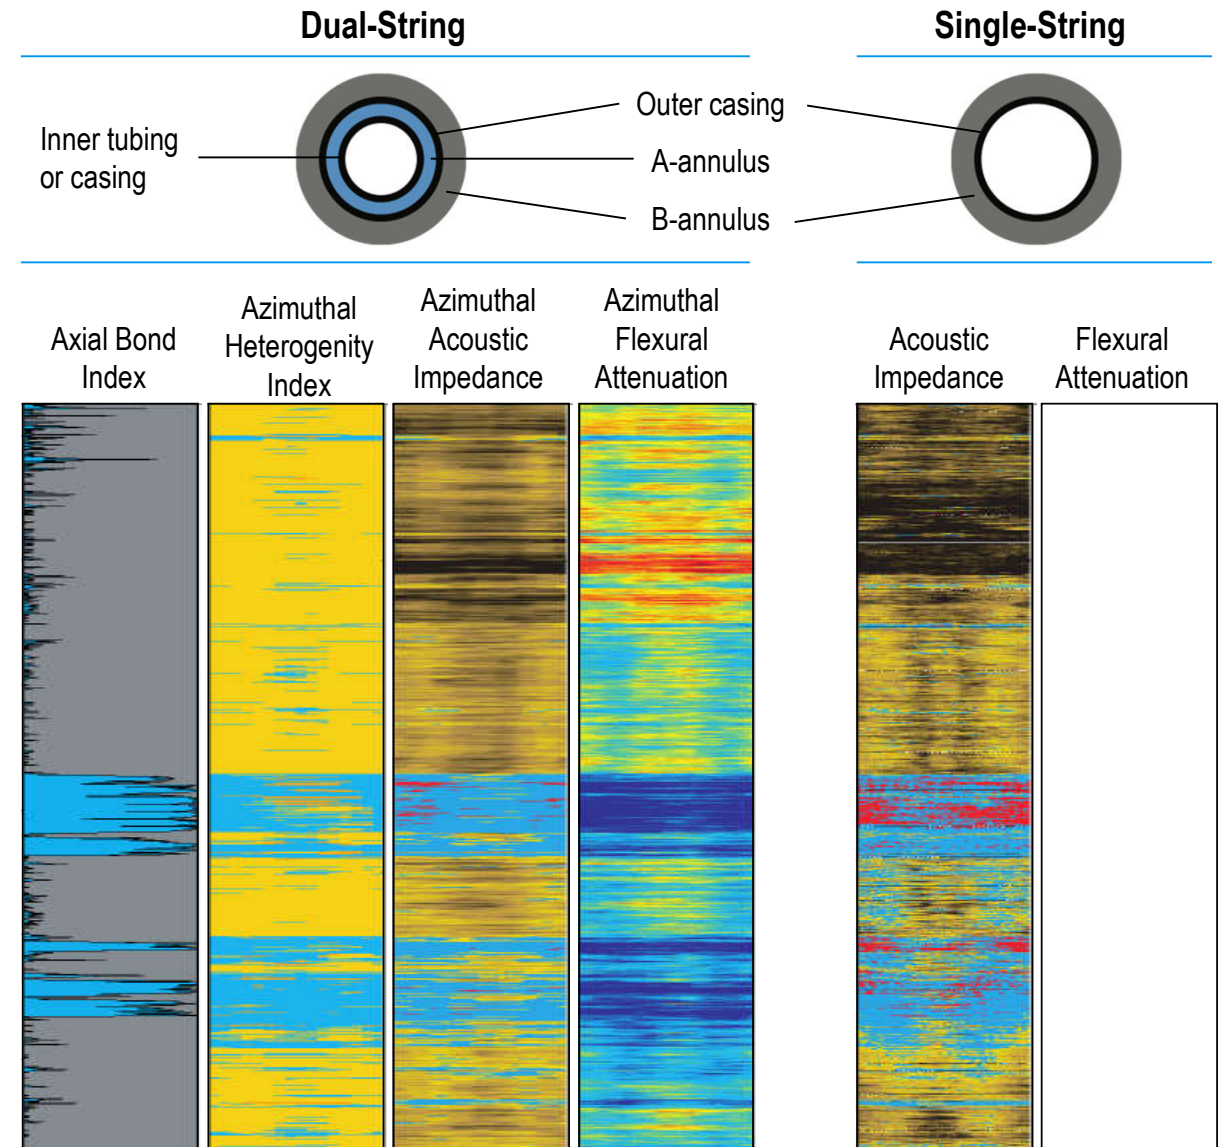 Dual-String
Single-String
Inner tubing
or casing
Outer casing
A-annulus
B-annulus
Axial Bond
Index
Azimuthal
Heterogenity
Index
Azimuthal
Acoustic
Impedance
Azimuthal
Flexural
Attenuation
Acoustic
Impedance
Flexural
Attenuation